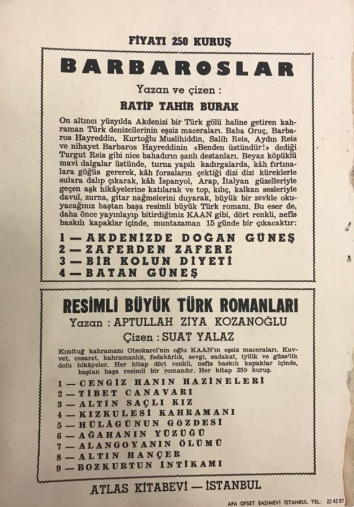 FİYATI 250 KURUŞ
BARBAROSLAR
Yazan ve çizen :
RATIP TAHİR BURAK
On altıncı yüzyılda Akdenizi bir Türk gölü haline getiren kah-
raman Türk denizcilerinin eşsiz maceraları. Baba Oruç, Barba-
ros Hayreddin, Kurtoğlu Muslihiddin, Salih Reis, Aydın Reis
ve nihayet Barbaros Hayreddinin «Benden üstündür!» dediği
Turgut Reis gibi nice bahadırın şanlı destanları. Beyaz köpüklü
mavi dalgalar üstünde, turna yapılı kadırgalarda, kâh fırtına-
lara göğüs gererek, kâh forsaların çektiği dizi dizi küreklerle
sulara dalıp çıkarak, kâh İspanyol, Arap, İtalyan güzelleriyle
geçen aşk hikâyelerine katılarak ve top, kılıç, kalkan sesleriyle
davul, zurna, gitar nağmelerini duyarak, büyük bir zevkle oku-
yacağınız baştan başa resimli büyük Türk romanı. Bu eser de,
daha önce yayınlayıp bitirdiğimiz KAAN gibi, dört renkli, nefis
baskılı kapaklar içinde, muntazaman 15 günde bir çıkacaktır:
1 — AKDENİZDE DOĞAN GÜNEŞ
2 — ZAFERDEN ZAFERE
3 — BİR KOLUN DİYETİ
4 — BATAN GÜNEŞ
RESİMLİ BÜYÜK TÜRK ROMANLARI
Yazan : APTULLAH ZİYA KOZANOĞLU
Çizen : SUAT YALAZ
Kızıltuğ kahramanı Otsukarcı'nın oğlu KAAN'ın eşsiz maceraları. Kuv-
vet, cesaret, kahramanlık, fedakârlık, sevgi, sadakat, iyilik ve güzellik
dolu hikâyeler. Her kitap dört renkli, nefis baskılı kapaklar içinde,
baştan başa resimli bir romandır. Her kitap 250 kuruş.
1 — CENGİZ HANIN HAZİNELERİ
2 — TİBET CANAVARI
3 — ALTIN SAÇLI KIZ
4 — KIZKULESİ KAHRAMANI
5 — HÜLÂGÜNUN GÖZDESİ
6 — AĞAHANIN YÜZÜĞÜ
7 — ALANGOYANIN ÖLÜMÜ
8 — ALTIN HANÇER
9 — BOZKURTUN İNTİKAMI
ATLAS KİTABEVİ — İSTANBUL
APA OFSET BASIMEVİ İSTANBUL TEL: 22 42 87